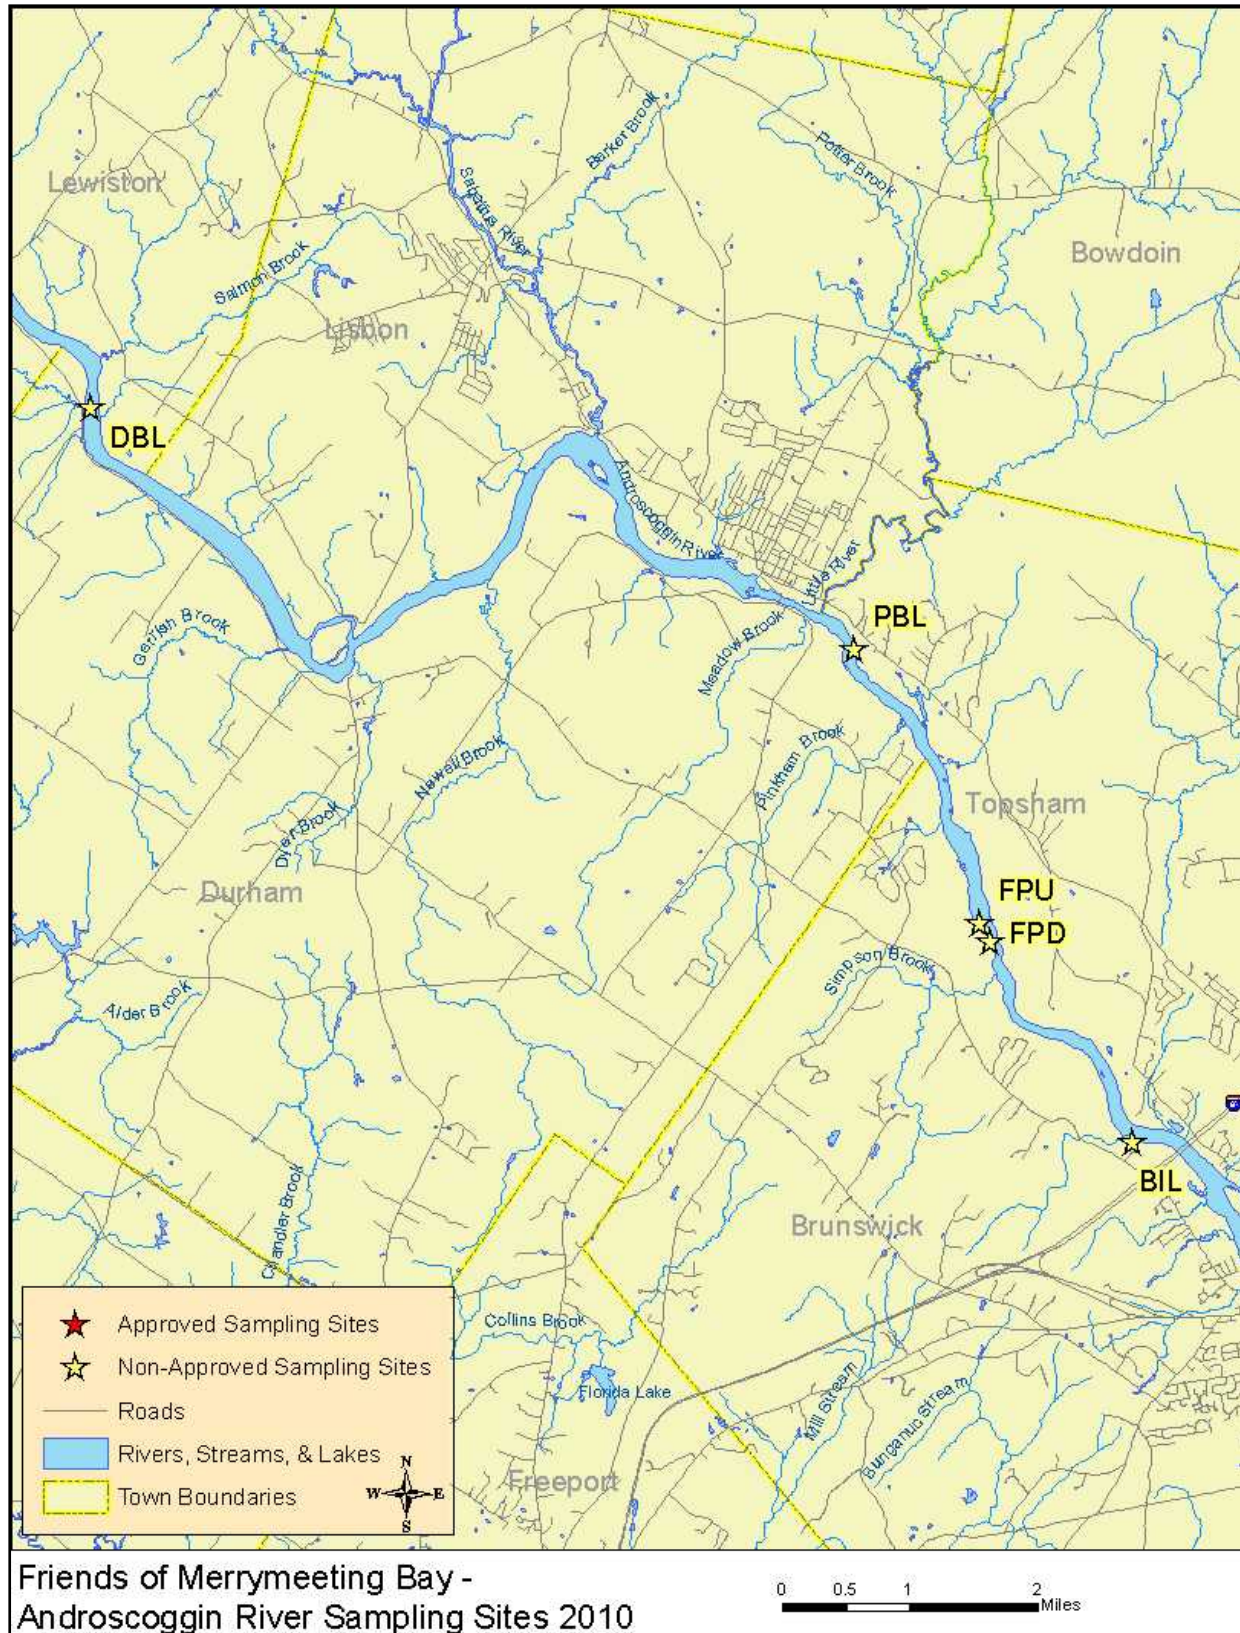 Barker Brook
Potter Brook
Lewiston
Sabattus River
Bowdoin
Salmon Brook
Lisbon
DBL
Androscoggin River
Little River
PBL
Gerrish Brook
Meadow Brook
Newell Brook
Pinkham Brook
Topsham
Dyer Brook
Durham
FPU
FPD
Simpson Brook
Alder Brook
BIL
Chandler Brook
Brunswick
Collins Brook
Florida Lake
Mill Stream
Bunganuc Stream
Freeport
Approved Sampling Sites
Non-Approved Sampling Sites
Roads
Rivers, Streams, & Lakes
Town Boundaries
N
W E
S
Friends of Merrymeeting Bay -
Androscoggin River Sampling Sites 2010
0 0.5 1 2
Miles